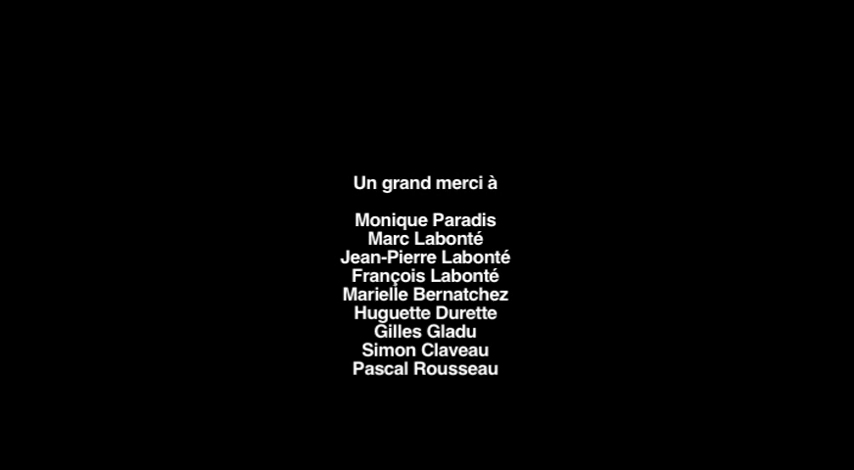 Un grand merci à
Monique Paradis
Marc Labonté
Jean-Pierre Labonté
François Labonté
Marielle Bernatchez
Huguette Durette
Gilles Gladu
Simon Claveau
Pascal Rousseau